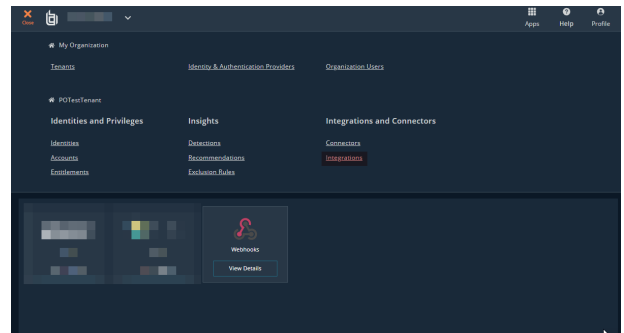 Close
Apps
Help
Profile
My Organization
Tenants
Identity & Authentication Providers
Organization Users
POTestTenant
Identities and Privileges
Insights
Integrations and Connectors
Identities
Detections
Connectors
Accounts
Recommendations
Integrations
Entitlements
Exclusion Rules
Webhooks
View Details